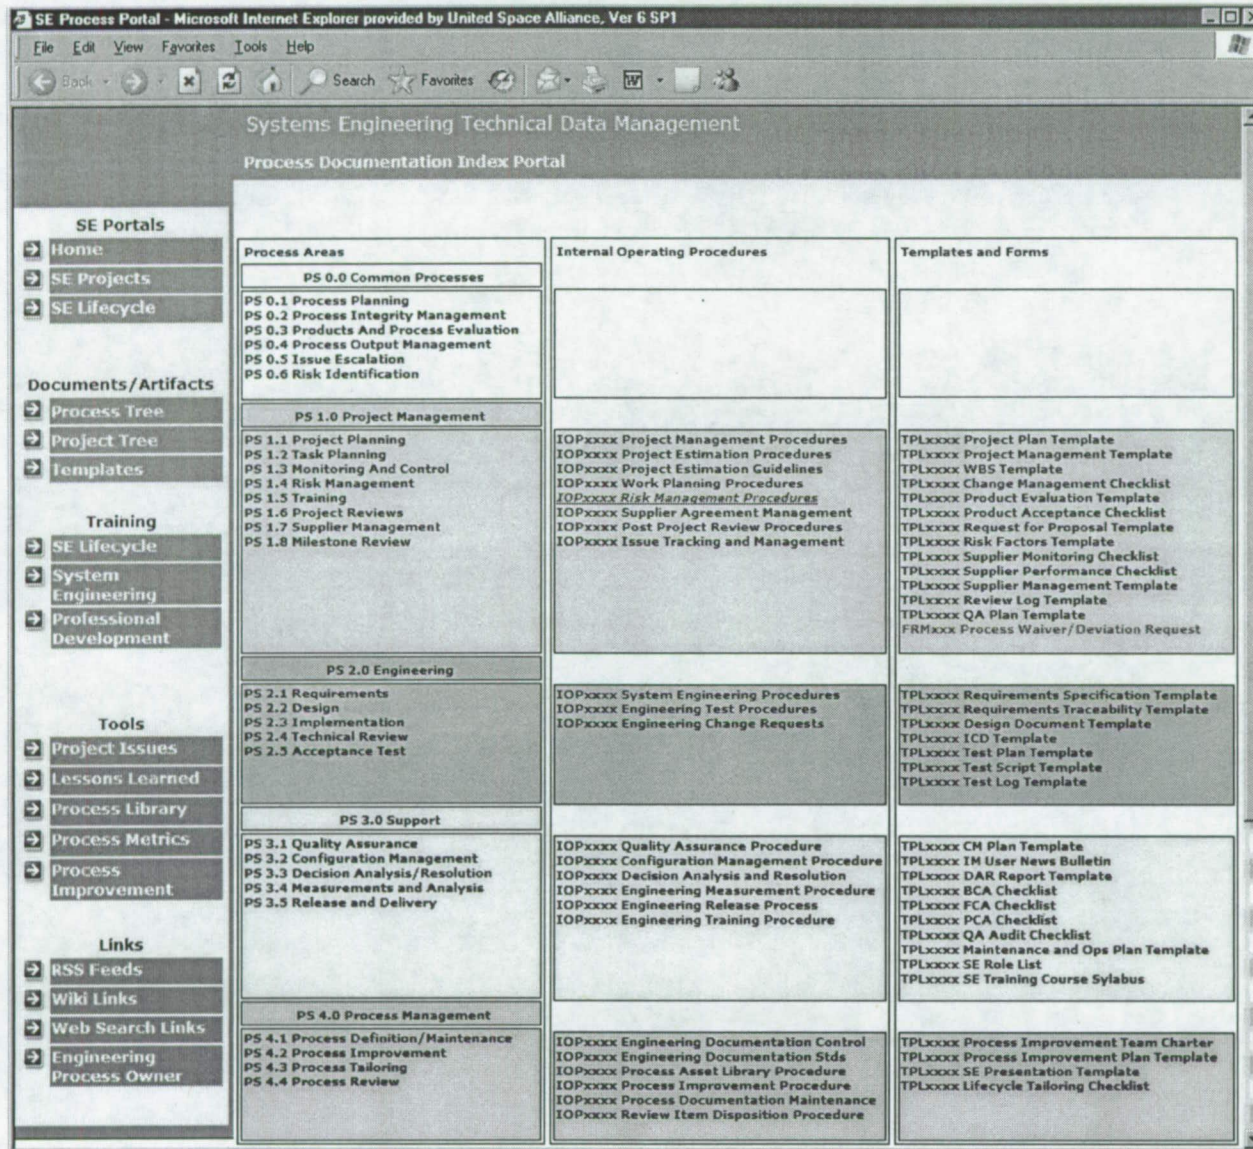 SE Process Portal - Microsoft Internet Explorer provided by United Space Alliance, Ver 6 SP1
File Edit View Favorites Tools Help
Back Search Favorites
Systems Engineering Technical Data Management
Process Documentation Index Portal
SE Portals
Home
SE Projects
SE Lifecycle
Documents/Artifacts
Process Tree
Project Tree
Templates
Training
SE Lifecycle
System
Engineering
Professional
Development
Tools
Project Issues
Lessons Learned
Process Library
Process Metrics
Process
Improvement
Links
RSS Feeds
Wiki Links
Web Search Links
Engineering
Process Owner
Process Areas
PS 0.0 Common Processes
PS 0.1 Process Planning
PS 0.2 Process Integrity Management
PS 0.3 Products And Process Evaluation
PS 0.4 Process Output Management
PS 0.5 Issue Escalation
PS 0.6 Risk Identification
PS 1.0 Project Management
PS 1.1 Project Planning
PS 1.2 Task Planning
PS 1.3 Monitoring And Control
PS 1.4 Risk Management
PS 1.5 Training
PS 1.6 Project Reviews
PS 1.7 Supplier Management
PS 1.8 Milestone Review
PS 2.0 Engineering
PS 2.1 Requirements
PS 2.2 Design
PS 2.3 Implementation
PS 2.4 Technical Review
PS 2.5 Acceptance Test
PS 3.0 Support
PS 3.1 Quality Assurance
PS 3.2 Configuration Management
PS 3.3 Decision Analysis/Resolution
PS 3.4 Measurements and Analysis
PS 3.5 Release and Delivery
PS 4.0 Process Management
PS 4.1 Process Definition/Maintenance
PS 4.2 Process Improvement
PS 4.3 Process Tailoring
PS 4.4 Process Review
Internal Operating Procedures
IOPxxxx Project Management Procedures
IOPxxxx Project Estimation Procedures
IOPxxxx Project Estimation Guidelines
IOPxxxx Work Planning Procedures
IOPxxxx Risk Management Procedures
IOPxxxx Supplier Agreement Management
IOPxxxx Post Project Review Procedures
IOPxxxx Issue Tracking and Management
IOPxxxx System Engineering Procedures
IOPxxxx Engineering Test Procedures
IOPxxxx Engineering Change Requests
IOPxxxx Quality Assurance Procedure
IOPxxxx Configuration Management Procedure
IOPxxxx Decision Analysis and Resolution
IOPxxxx Engineering Measurement Procedure
IOPxxxx Engineering Release Process
IOPxxxx Engineering Training Procedure
IOPxxxx Engineering Documentation Control
IOPxxxx Engineering Documentation Stds
IOPxxxx Process Asset Library Procedure
IOPxxxx Process Improvement Procedure
IOPxxxx Process Documentation Maintenance
IOPxxxx Review Item Disposition Procedure
Templates and Forms
TPLxxxx Project Plan Template
TPLxxxx Project Management Template
TPLxxxx WBS Template
TPLxxxx Change Management Checklist
TPLxxxx Product Evaluation Template
TPLxxxx Product Acceptance Checklist
TPLxxxx Request for Proposal Template
TPLxxxx Risk Factors Template
TPLxxxx Supplier Monitoring Checklist
TPLxxxx Supplier Performance Checklist
TPLxxxx Supplier Management Template
TPLxxxx Review Log Template
TPLxxxx QA Plan Template
FRMxxx Process Waiver/Deviation Request
TPLxxxx Requirements Specification Template
TPLxxxx Requirements Traceability Template
TPLxxxx Design Document Template
TPLxxxx ICD Template
TPLxxxx Test Plan Template
TPLxxxx Test Script Template
TPLxxxx Test Log Template
TPLxxxx CM Plan Template
TPLxxxx IM User News Bulletin
TPLxxxx DAR Report Template
TPLxxxx BCA Checklist
TPLxxxx FCA Checklist
TPLxxxx PCA Checklist
TPLxxxx QA Audit Checklist
TPLxxxx Maintenance and Ops Plan Template
TPLxxxx SE Role List
TPLxxxx SE Training Course Sylabus
TPLxxxx Process Improvement Team Charter
TPLxxxx Process Improvement Plan Template
TPLxxxx SE Presentation Template
TPLxxxx Lifecycle Tailoring Checklist